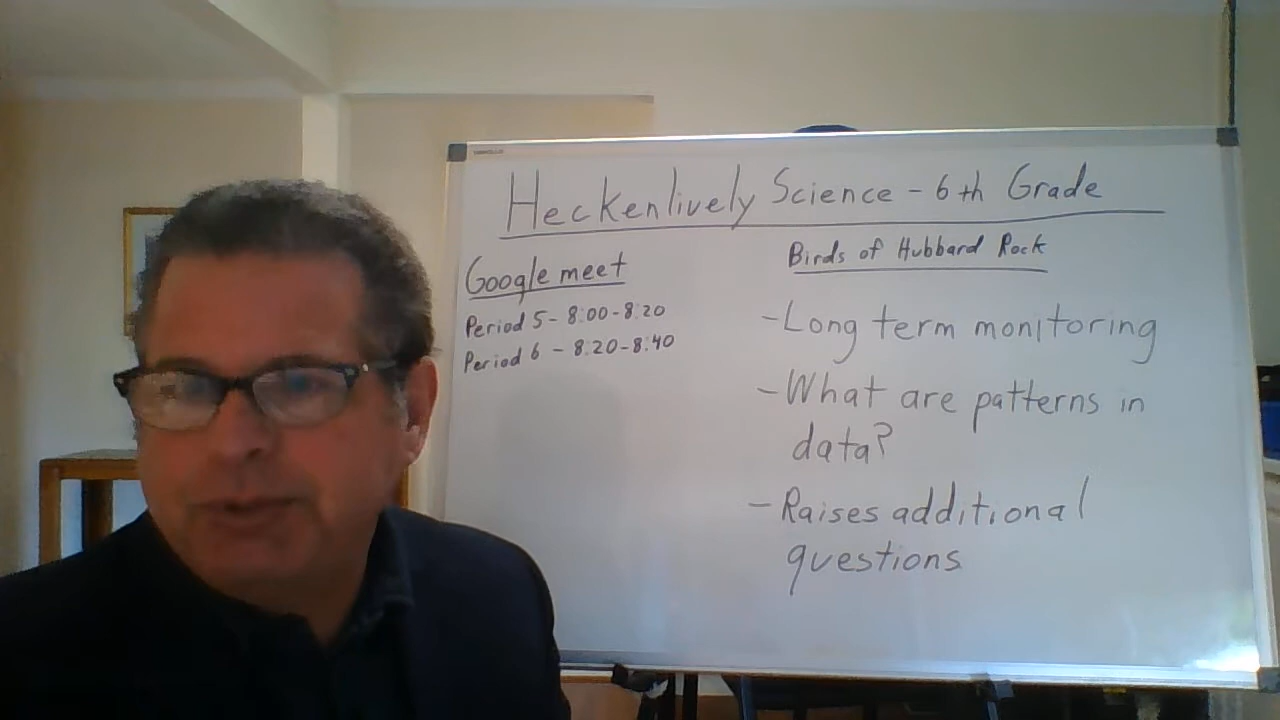 Heckenlively Science - 6th Grade
Google meet
Period 5 - 8:00-8:20
Period 6 - 8:20-8:40
Birds of Hubbard Rock
- Long term monitoring
- What are patterns in
data?
- Raises additional
questions